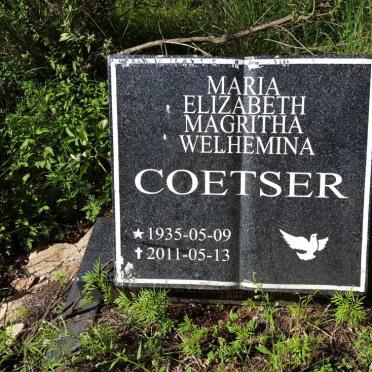 MARIA
ELIZABETH
MAGRITHA
WELHEMINA
COETSER
★ 1935-05-09
✝ 2011-05-13